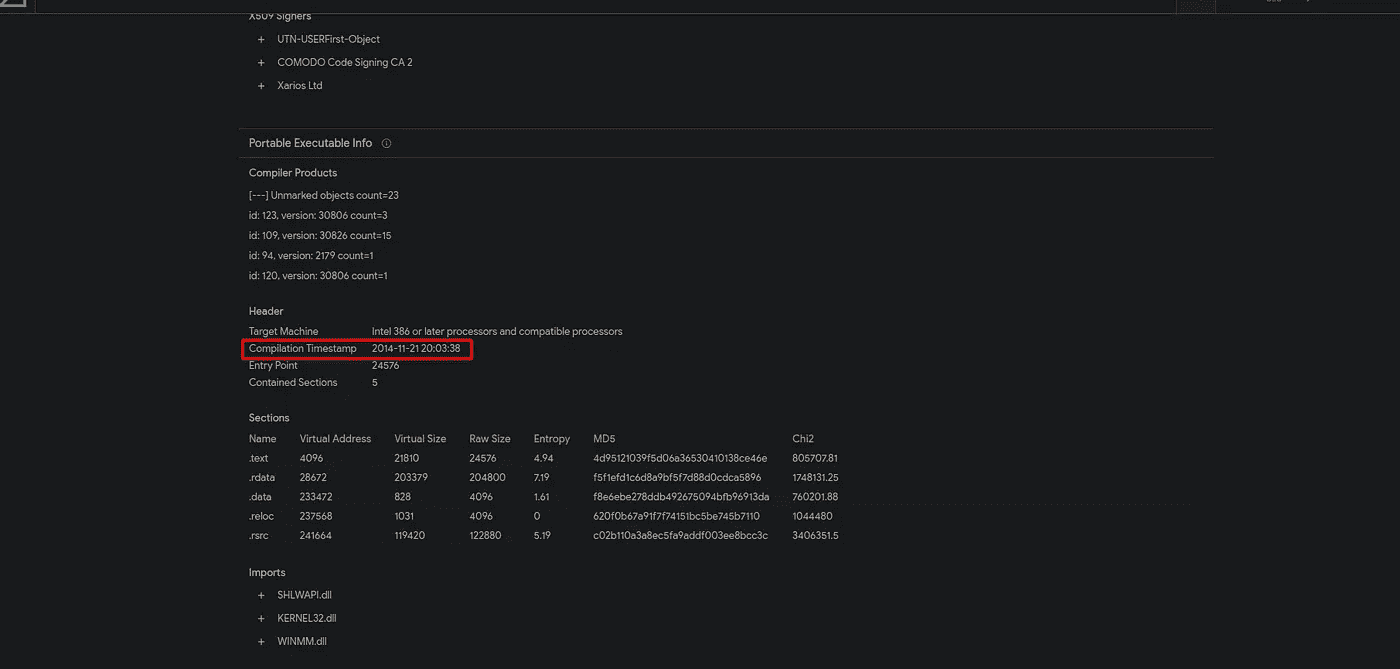 X509 Signers
+ UTN-USERFirst-Object
+ COMODO Code Signing CA 2
+ Xarios Ltd
Portable Executable Info
Compiler Products
[---] Unmarked objects count=23
id: 123, version: 30806 count=3
id: 109, version: 30826 count=15
id: 94, version: 2179 count=1
id: 120, version: 30806 count=1
Header
Target Machine Intel 386 or later processors and compatible processors
Compilation Timestamp 2014-11-21 20:03:38
Entry Point 24576
Contained Sections 5
Sections
Name Virtual Address Virtual Size Raw Size Entropy MD5 Chi2
.text 4096 21810 24576 4.94 4d95121039f5d06a36530410138ce46e 805707.81
.rdata 28672 203379 204800 7.19 f5f1efd1c6d8a9bf5f7d88d0cdca5896 1748131.25
.data 233472 828 4096 1.61 f8e6ebe278ddb492675094bfb96913da 760201.88
.reloc 237568 1031 4096 0 620f0b67a91f7f74151bc5be745b7110 1044480
.rsrc 241664 119420 122880 5.19 c02b110a3a8ec5fa9addf003ee8bcc3c 3406351.5
Imports
+ SHLWAPI.dll
+ KERNEL32.dll
+ WINMM.dll